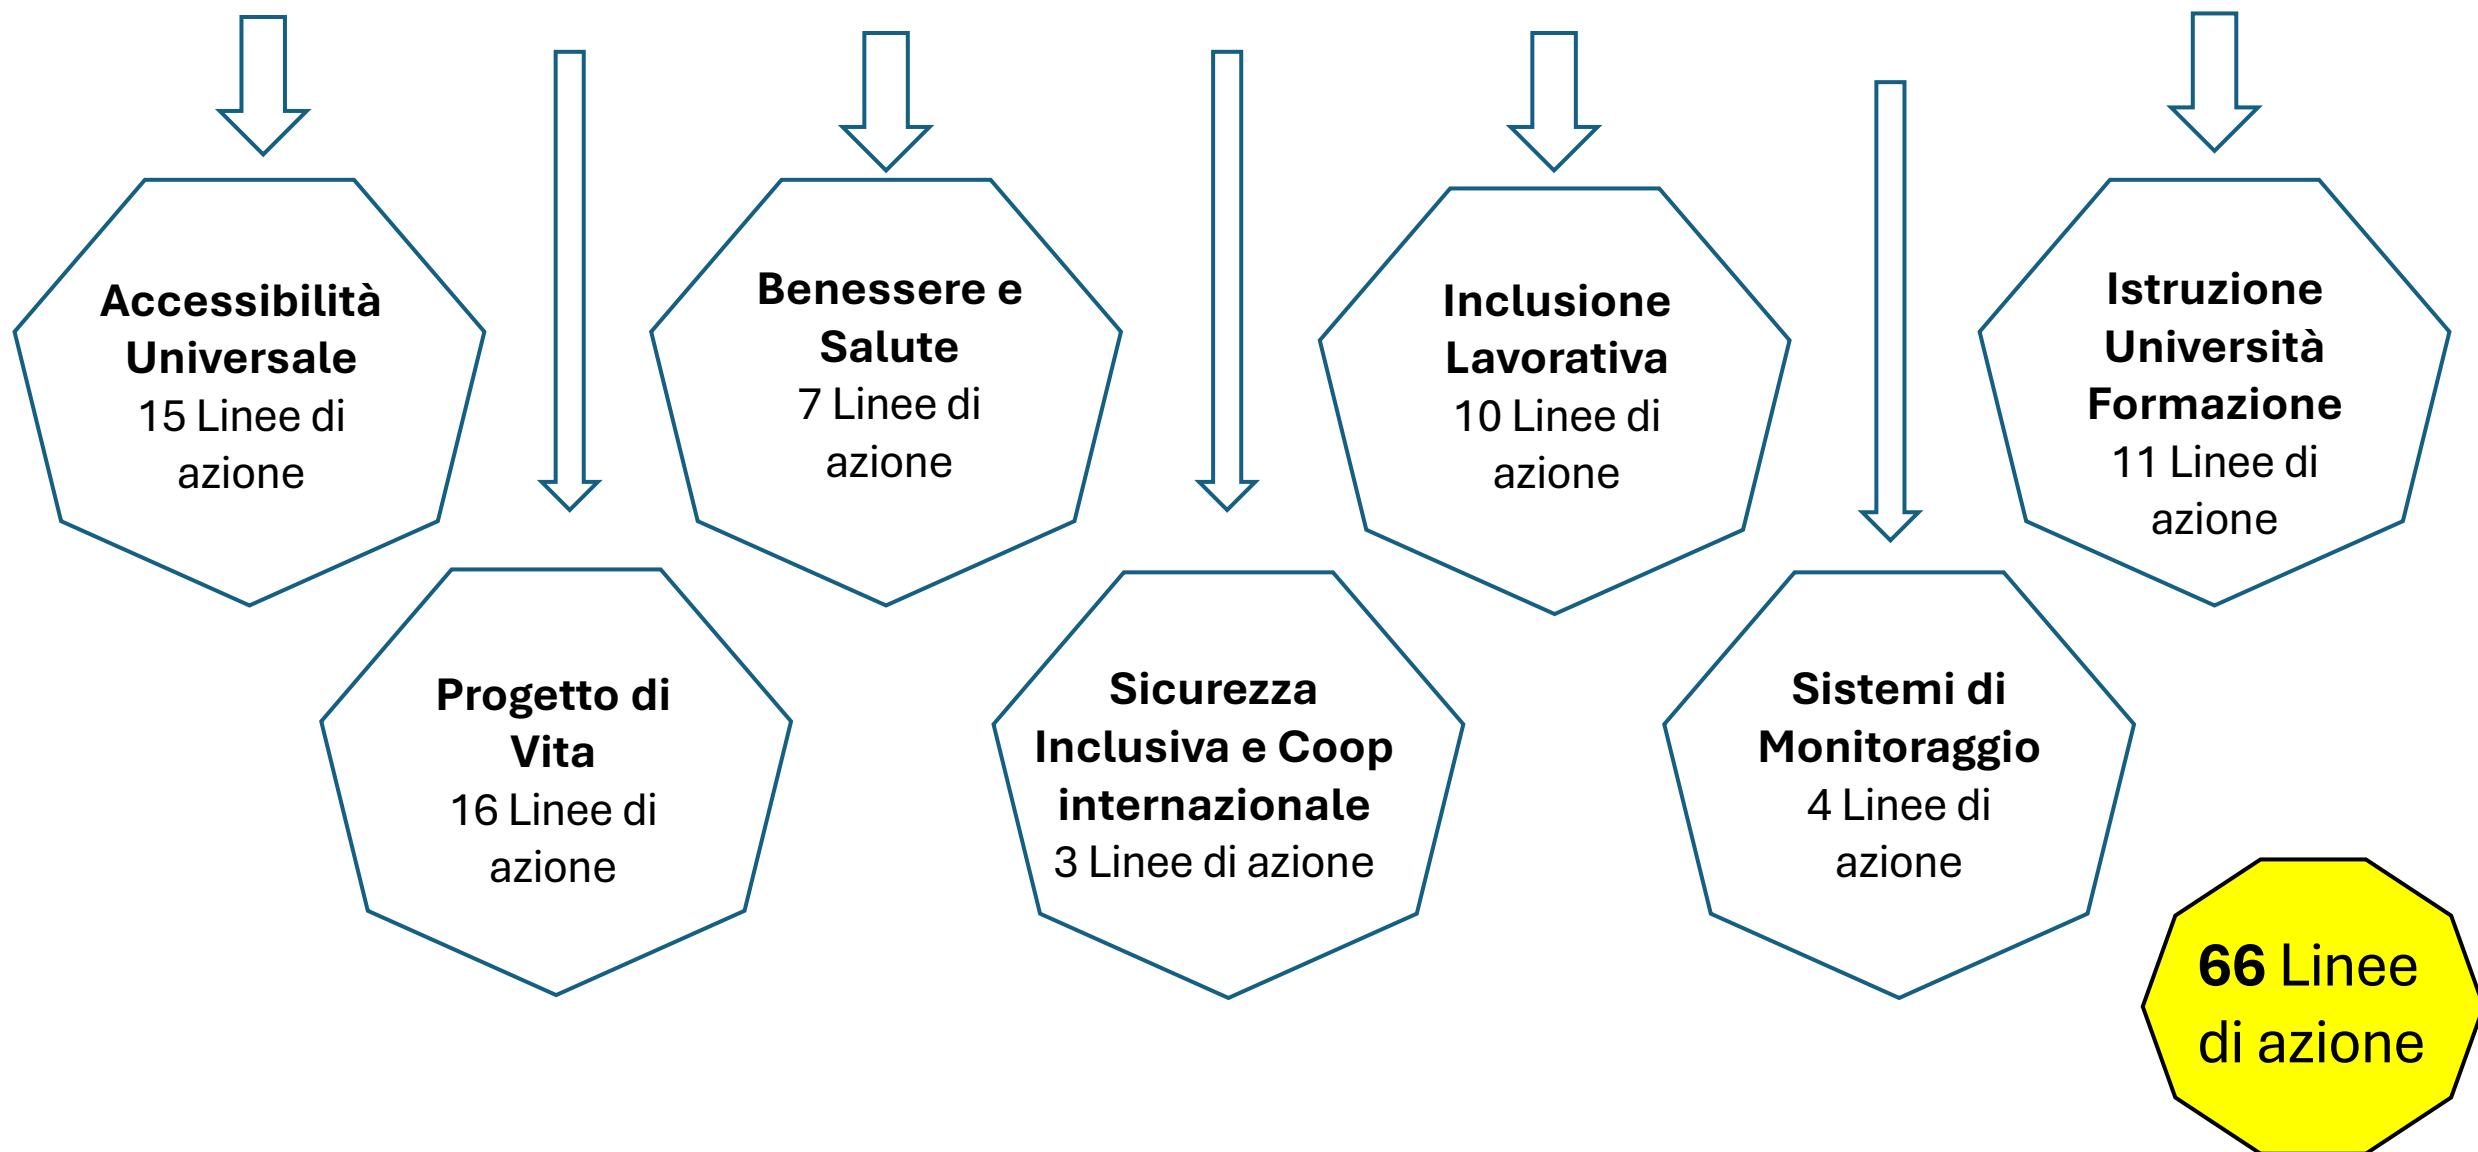 Accessibilità
Universale
15 Linee di
azione
Benessere e
Salute
7 Linee di
azione
Inclusione
Lavorativa
10 Linee di
azione
Istruzione
Università
Formazione
11 Linee di
azione
Progetto di
Vita
16 Linee di
azione
Sicurezza
Inclusiva e Coop
internazionale
3 Linee di azione
Sistemi di
Monitoraggio
4 Linee di
azione
66 Linee
di azione